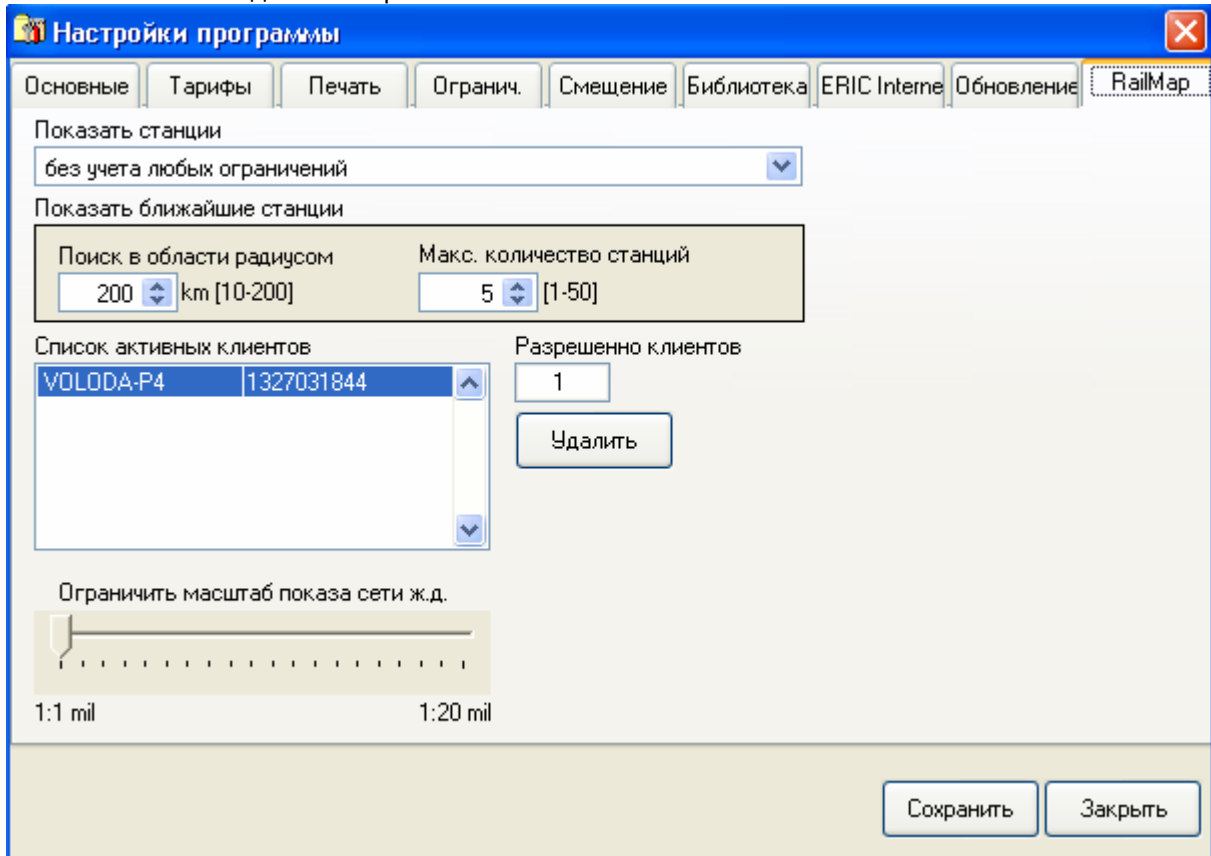 Настройки программы
Основные Тарифы Печать Огранич. Смещение Библиотека ERIC Interne Обновление RailMap
Показать станции
без учета любых ограничений
Показать ближайшие станции
Поиск в области радиусом Макс. количество станций
200 km [10-200] 5 [1-50]
Список активных клиентов Разрешенно клиентов
VOLODA-P4 1327031844 1
Удалить
Ограничить масштаб показа сети ж.д.
1:1 mil 1:20 mil
Сохранить Закрыть